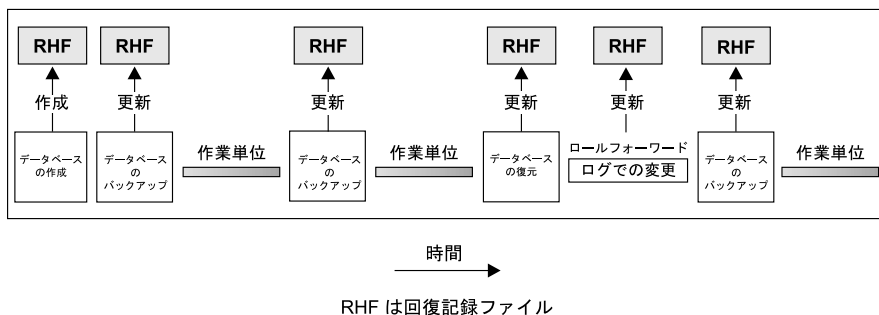 RHF
RHF
RHF
RHF
RHF
RHF
作成
更新
更新
更新
更新
更新
データベース
の作成
データベース
の
バックアップ
作業単位
データベース
の
バックアップ
作業単位
データベース
の復元
ロールフォーワード
ログでの変更
データベース
の
バックアップ
作業単位
時間
RHF は回復記録ファイル